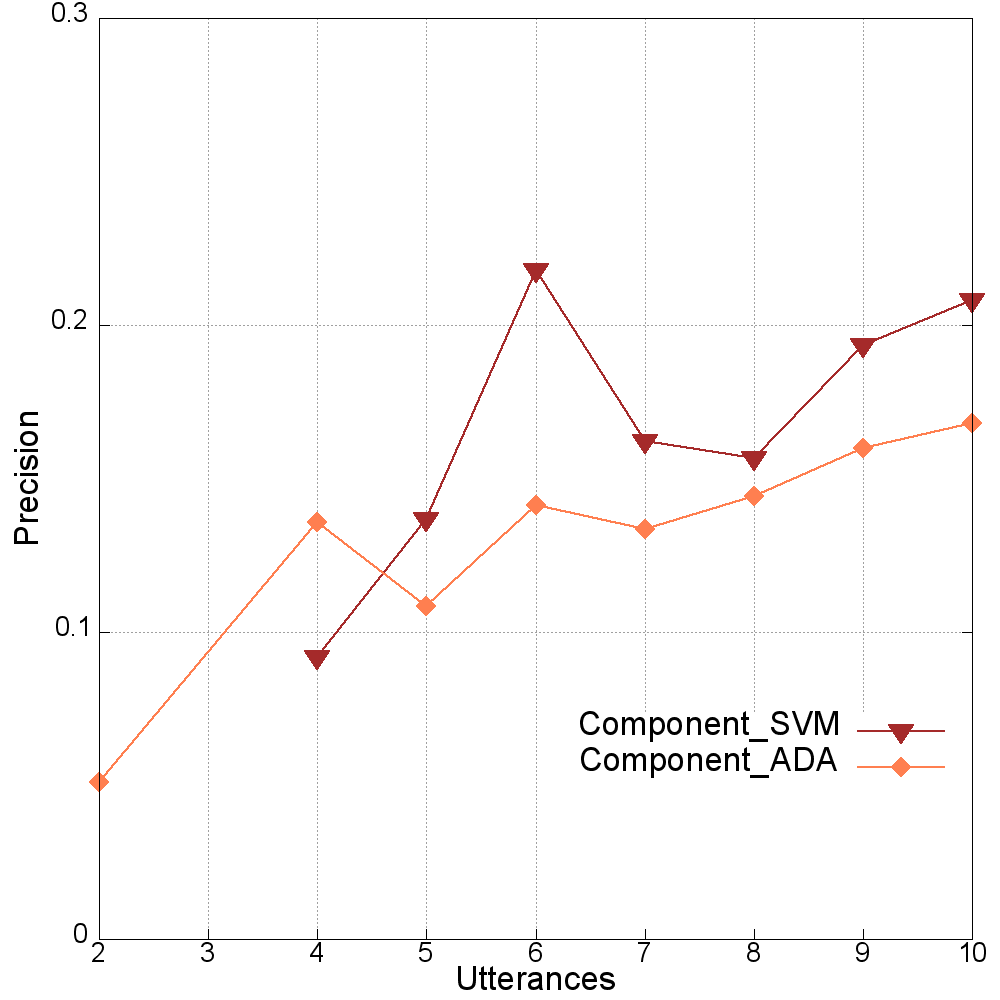 0.3
0.2
0.1
0
Precision
Component_SVM
Component_ADA
2 3 4 5 6 7 8 9 10
Utterances